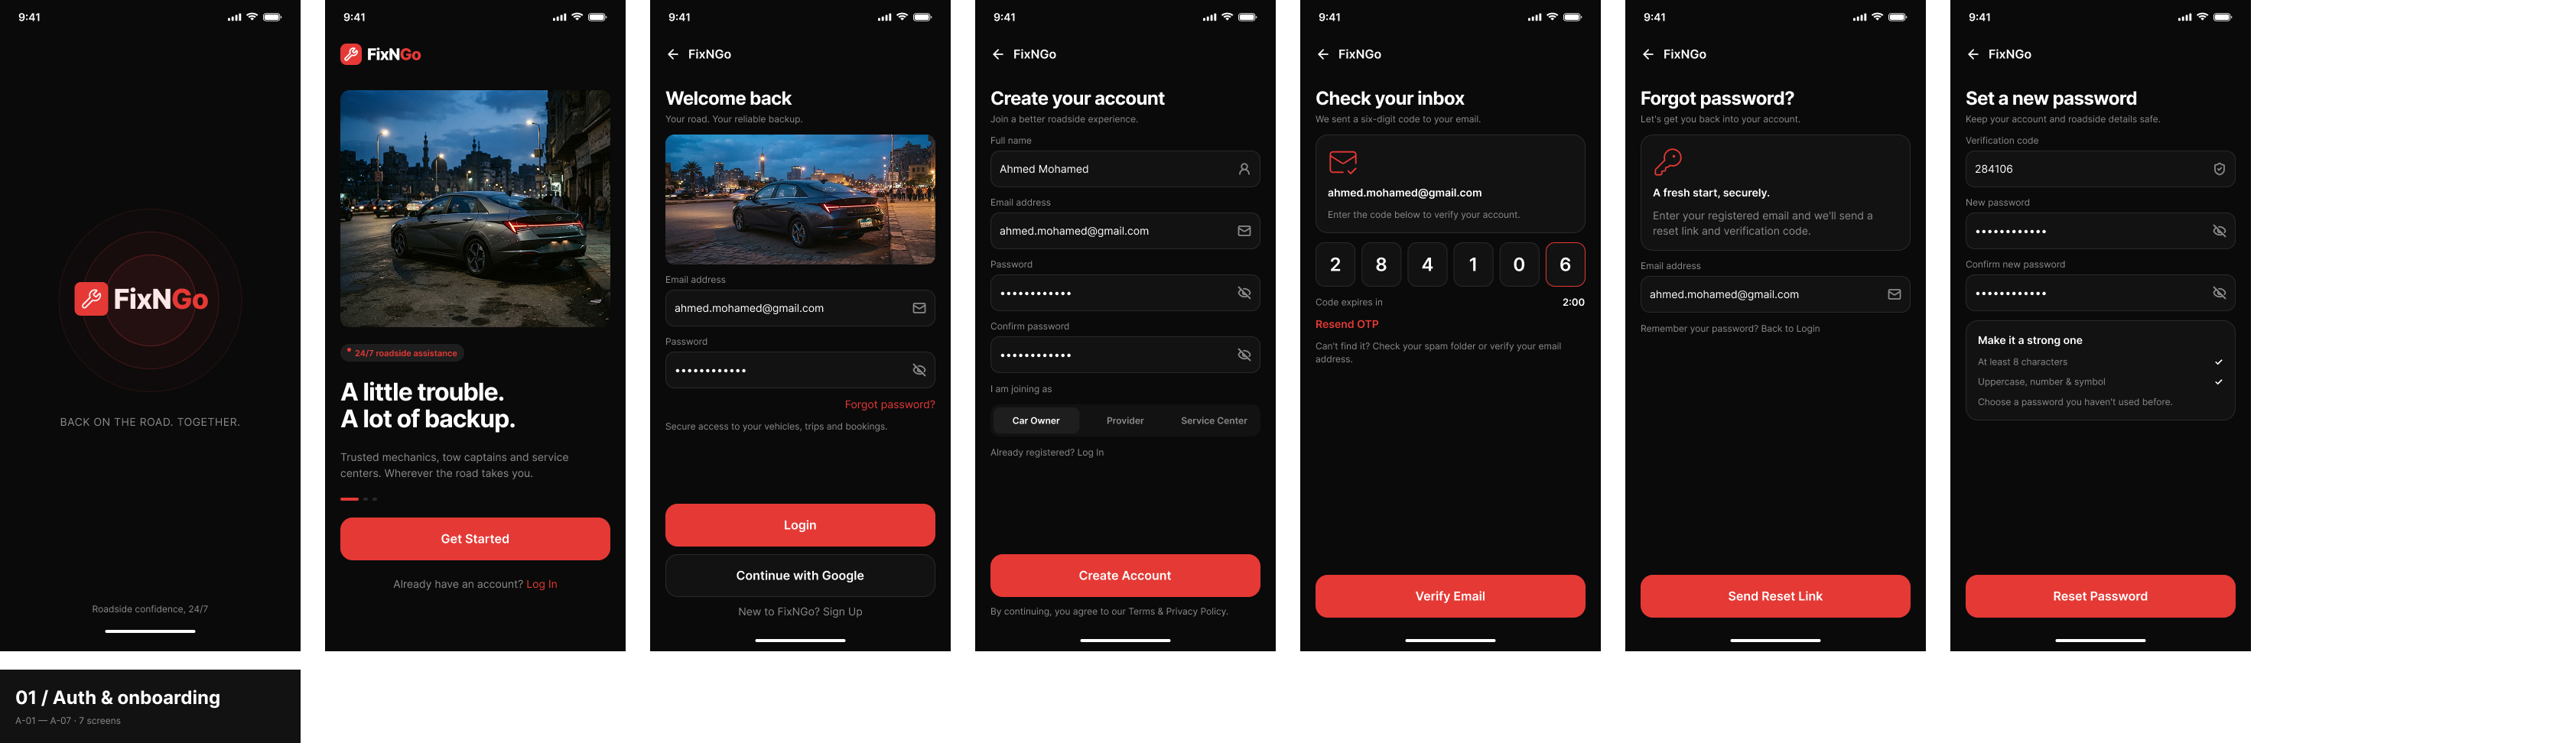 9:41
FixNGo
BACK ON THE ROAD. TOGETHER.
Roadside confidence, 24/7
9:41
FixNGo
24/7 roadside assistance
A little trouble.
A lot of backup.
Trusted mechanics, tow captains and service
centers. Wherever the road takes you.
Get Started
Already have an account? Log In
9:41
FixNGo
Welcome back
Your road. Your reliable backup.
Email address
ahmed.mohamed@gmail.com
Password
••••••••••••
Forgot password?
Secure access to your vehicles, trips and bookings.
Login
Continue with Google
New to FixNGo? Sign Up
9:41
FixNGo
Create your account
Join a better roadside experience.
Full name
Ahmed Mohamed
Email address
ahmed.mohamed@gmail.com
Password
••••••••••••
Confirm password
••••••••••••
I am joining as
Car Owner Provider Service Center
Already registered? Log In
Create Account
By continuing, you agree to our Terms & Privacy Policy.
9:41
FixNGo
Check your inbox
We sent a six-digit code to your email.
ahmed.mohamed@gmail.com
Enter the code below to verify your account.
2 8 4 1 0 6
Code expires in 2:00
Resend OTP
Can't find it? Check your spam folder or verify your email
address.
Verify Email
9:41
FixNGo
Forgot password?
Let's get you back into your account.
A fresh start, securely.
Enter your registered email and we'll send a
reset link and verification code.
Email address
ahmed.mohamed@gmail.com
Remember your password? Back to Login
Send Reset Link
9:41
FixNGo
Set a new password
Keep your account and roadside details safe.
Verification code
284106
New password
••••••••••••
Confirm new password
••••••••••••
Make it a strong one
At least 8 characters
Uppercase, number & symbol
Choose a password you haven't used before.
Reset Password
01 / Auth & onboarding
A-01 — A-07 · 7 screens